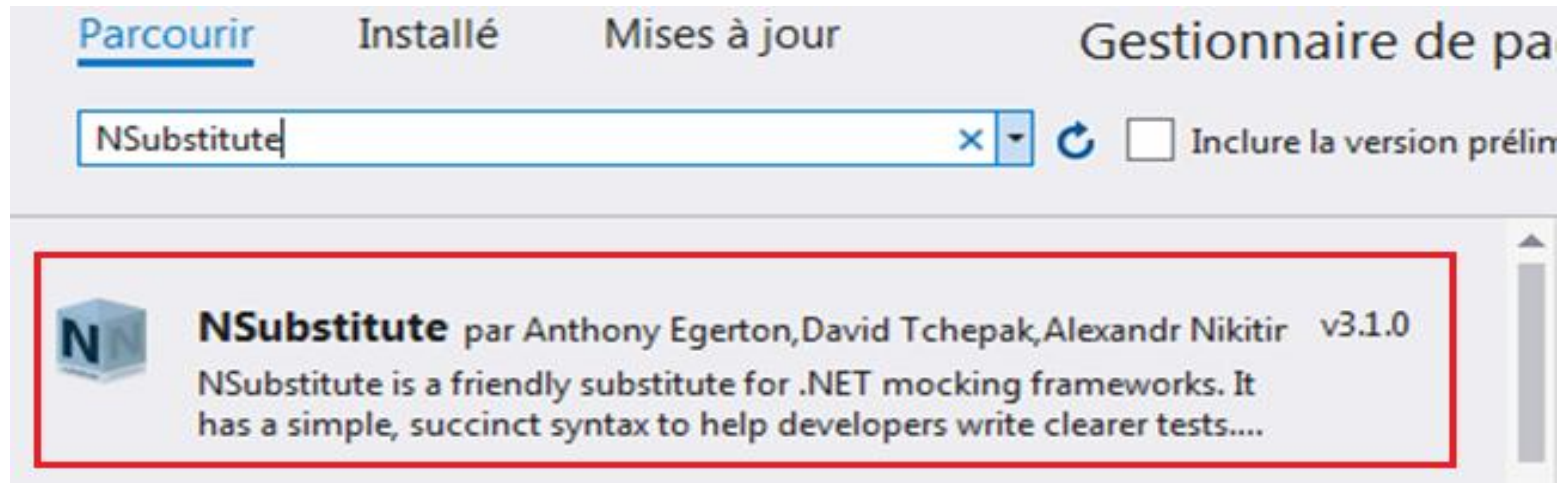 Parcourir Installé Mises à jour Gestionnaire de pa
NSubstitute Inclure la version prélim
NSubstitute par Anthony Egerton,David Tchepak,Alexandr Nikitir v3.1.0
NSubstitute is a friendly substitute for .NET mocking frameworks. It
has a simple, succinct syntax to help developers write clearer tests....